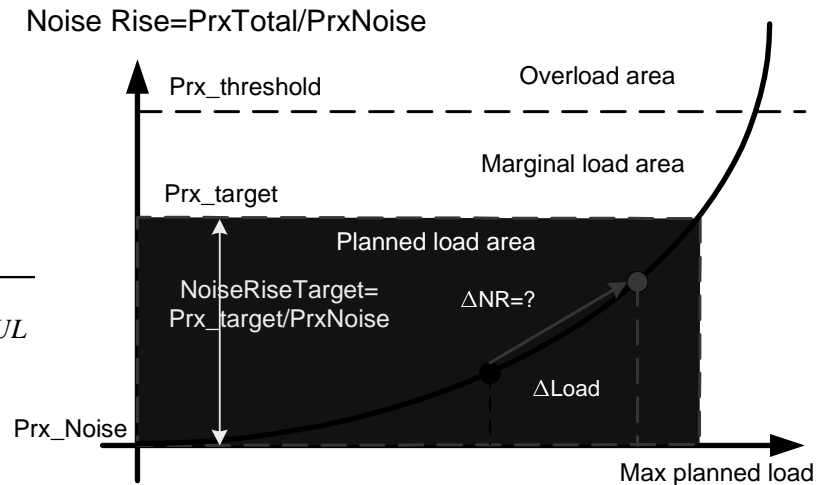 Noise Rise=PrxTotal/PrxNoise
Overload area
Prx_threshold
Marginal load area
Prx_target
Planned load area
NoiseRiseTarget=
Prx_target/PrxNoise
ΔNR=?
UL
ΔLoad
Prx_Noise
Max planned load